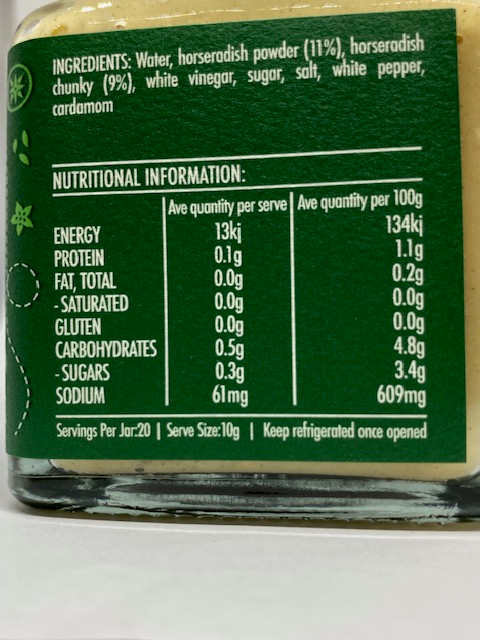 INGREDIENTS: Water, horseradish powder (11%), horseradish
chunky (9%), white vinegar, sugar, salt, white pepper,
cardamom
NUTRITIONAL INFORMATION:
Ave quantity per serve Ave quantity per 100g
ENERGY 13kj 134kj
PROTEIN 0.1g 1.1g
FAT, TOTAL 0.0g 0.2g
- SATURATED 0.0g 0.0g
GLUTEN 0.0g 0.0g
CARBOHYDRATES 0.5g 4.8g
- SUGARS 0.3g 3.4g
SODIUM 61mg 609mg
Servings Per Jar:20 | Serve Size:10g | Keep refrigerated once opened